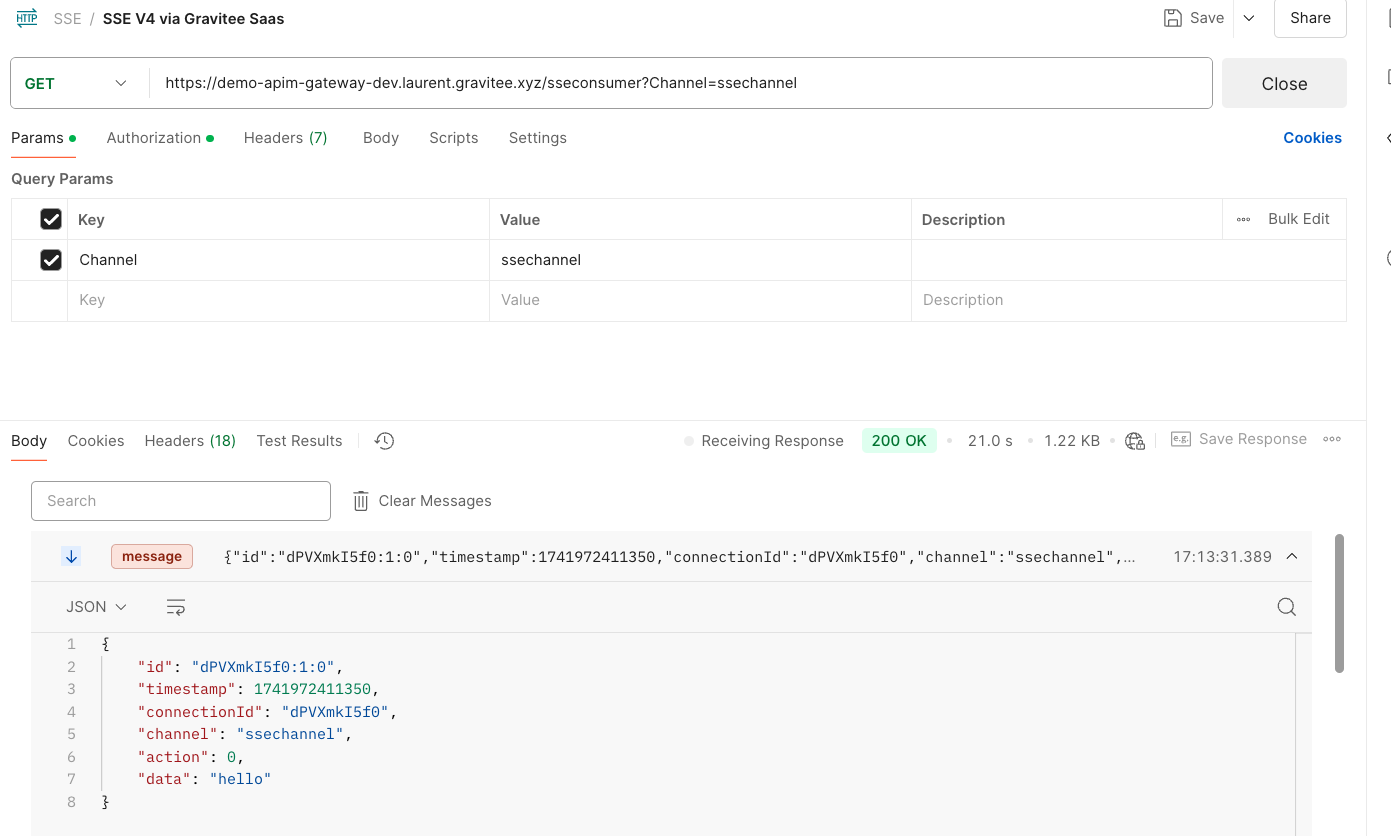 HTTP SSE / SSE V4 via Gravitee Saas Save Share
GET https://demo-apim-gateway-dev.laurent.gravitee.xyz/sseconsumer?Channel=ssechannel Close
Params Authorization Headers (7) Body Scripts Settings Cookies
Query Params
Key Value Description Bulk Edit
Channel ssechannel
Key Value Description
Body Cookies Headers (18) Test Results Receiving Response 200 OK 21.0 s 1.22 KB e.g. Save Response
Search Clear Messages
message {"id":"dPVXmkI5f0:1:0","timestamp":1741972411350,"connectionId":"dPVXmkI5f0","channel":"ssechannel",… 17:13:31.389
JSON
1 {
2 "id": "dPVXmkI5f0:1:0",
3 "timestamp": 1741972411350,
4 "connectionId": "dPVXmkI5f0",
5 "channel": "ssechannel",
6 "action": 0,
7 "data": "hello"
8 }